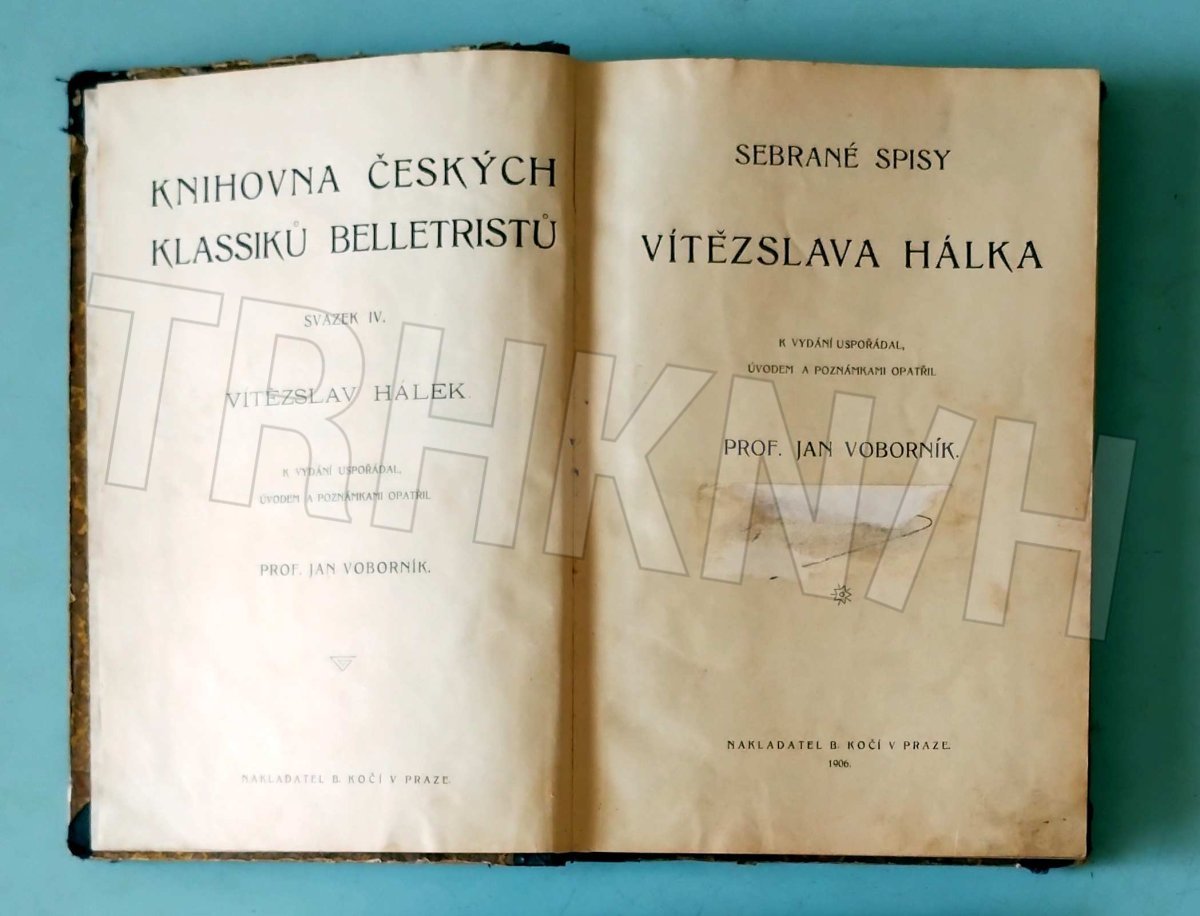 KNIHOVNA ČESKÝCH
KLASSIKŮ BELLETRISTŮ
SVAZEK IV.
VÍTĚZSLAV HÁLEK.
K VYDÁNÍ USPOŘÁDAL,
ÚVODEM A POZNÁMKAMI OPATŘIL
PROF. JAN VOBORNÍK.
NAKLADATEL B. KOČÍ V PRAZE.
SEBRANÉ SPISY
VÍTĚZSLAVA HÁLKA
K VYDÁNÍ USPOŘÁDAL,
ÚVODEM A POZNÁMKAMI OPATŘIL
PROF. JAN VOBORNÍK.
NAKLADATEL B. KOČÍ V PRAZE.
1906.
TRHKNIH